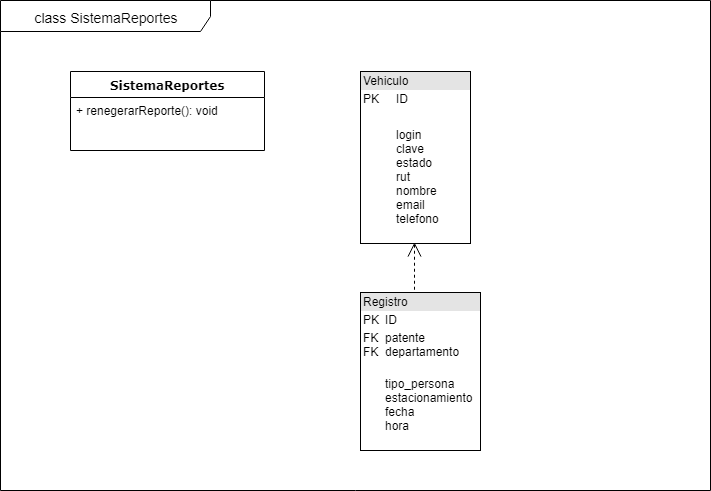 class SistemaReportes
SistemaReportes
+ renegerarReporte(): void
Vehiculo
PK ID
login
clave
estado
rut
nombre
email
telefono
Registro
PK ID
FK patente
FK departamento
tipo_persona
estacionamiento
fecha
hora